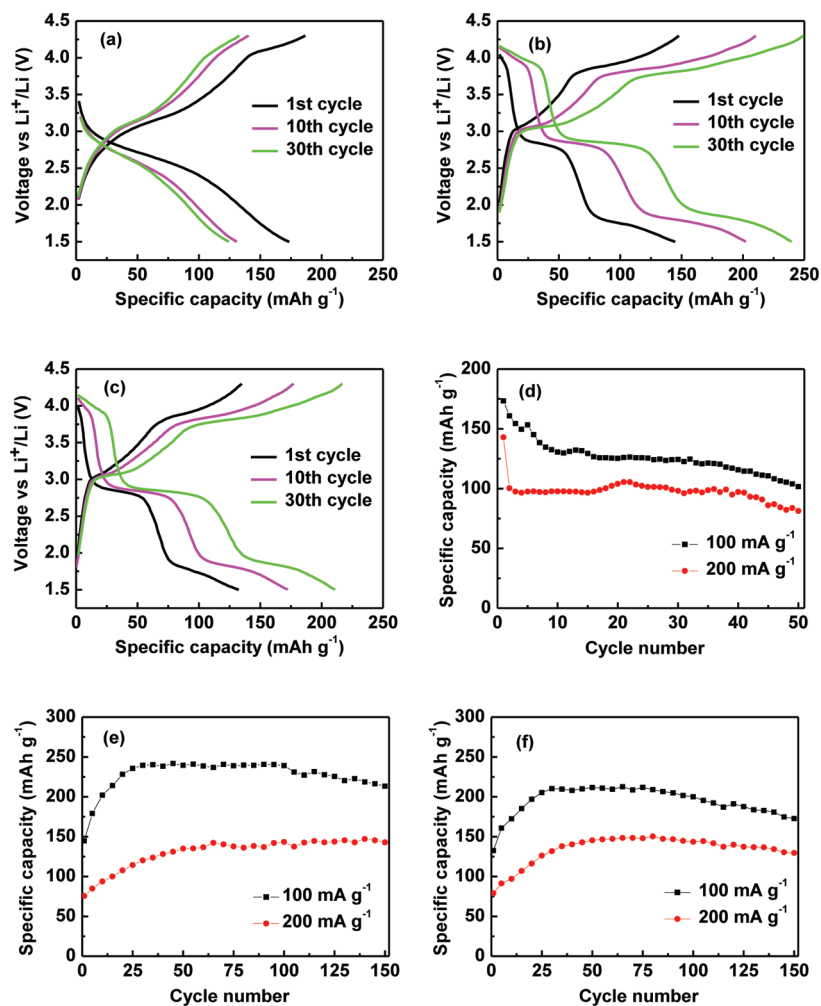 (a)
4.5
4.0
3.5
3.0
2.5
2.0
1.5
Voltage vs Li⁺/Li (V)
1st cycle
10th cycle
30th cycle
0 50 100 150 200 250
Specific capacity (mAh g⁻¹)
(b)
4.5
4.0
3.5
3.0
2.5
2.0
1.5
Voltage vs Li⁺/Li (V)
1st cycle
10th cycle
30th cycle
0 50 100 150 200 250
Specific capacity (mAh g⁻¹)
(c)
4.5
4.0
3.5
3.0
2.5
2.0
1.5
Voltage vs Li⁺/Li (V)
1st cycle
10th cycle
30th cycle
0 50 100 150 200 250
Specific capacity (mAh g⁻¹)
(d)
200
150
100
50
0
Specific capacity (mAh g⁻¹)
100 mA g⁻¹
200 mA g⁻¹
0 10 20 30 40 50
Cycle number
(e)
300
250
200
150
100
50
0
Specific capacity (mAh g⁻¹)
100 mA g⁻¹
200 mA g⁻¹
0 25 50 75 100 125 150
Cycle number
(f)
300
250
200
150
100
50
0
Specific capacity (mAh g⁻¹)
100 mA g⁻¹
200 mA g⁻¹
0 25 50 75 100 125 150
Cycle number